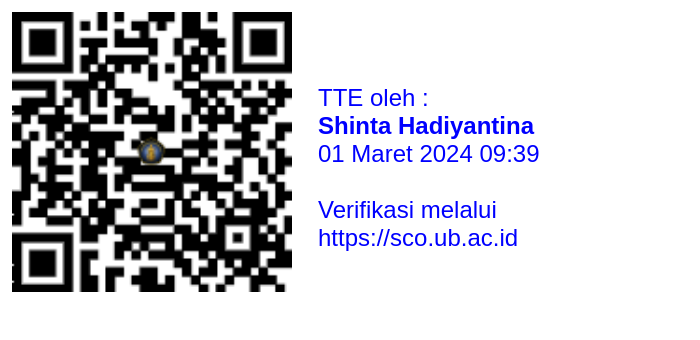 TTE oleh :
Shinta Hadiyantina
01 Maret 2024 09:39
Verifikasi melalui
https://sco.ub.ac.id